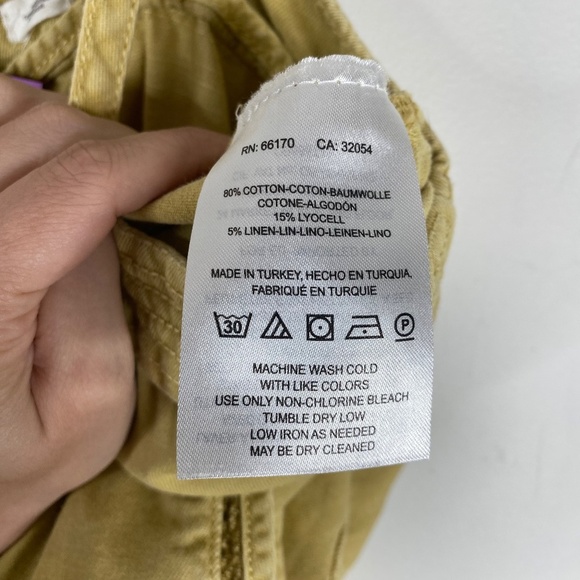 RN: 66170 CA: 32054
80% COTTON-COTON-BAUMWOLLE
COTONE-ALGODÓN
15% LYOCELL
5% LINEN-LIN-LINO-LEINEN-LINO
MADE IN TURKEY, HECHO EN TURQUIA,
FABRIQUÉ EN TURQUIE
30 P
MACHINE WASH COLD
WITH LIKE COLORS
USE ONLY NON-CHLORINE BLEACH
TUMBLE DRY LOW
LOW IRON AS NEEDED
MAY BE DRY CLEANED